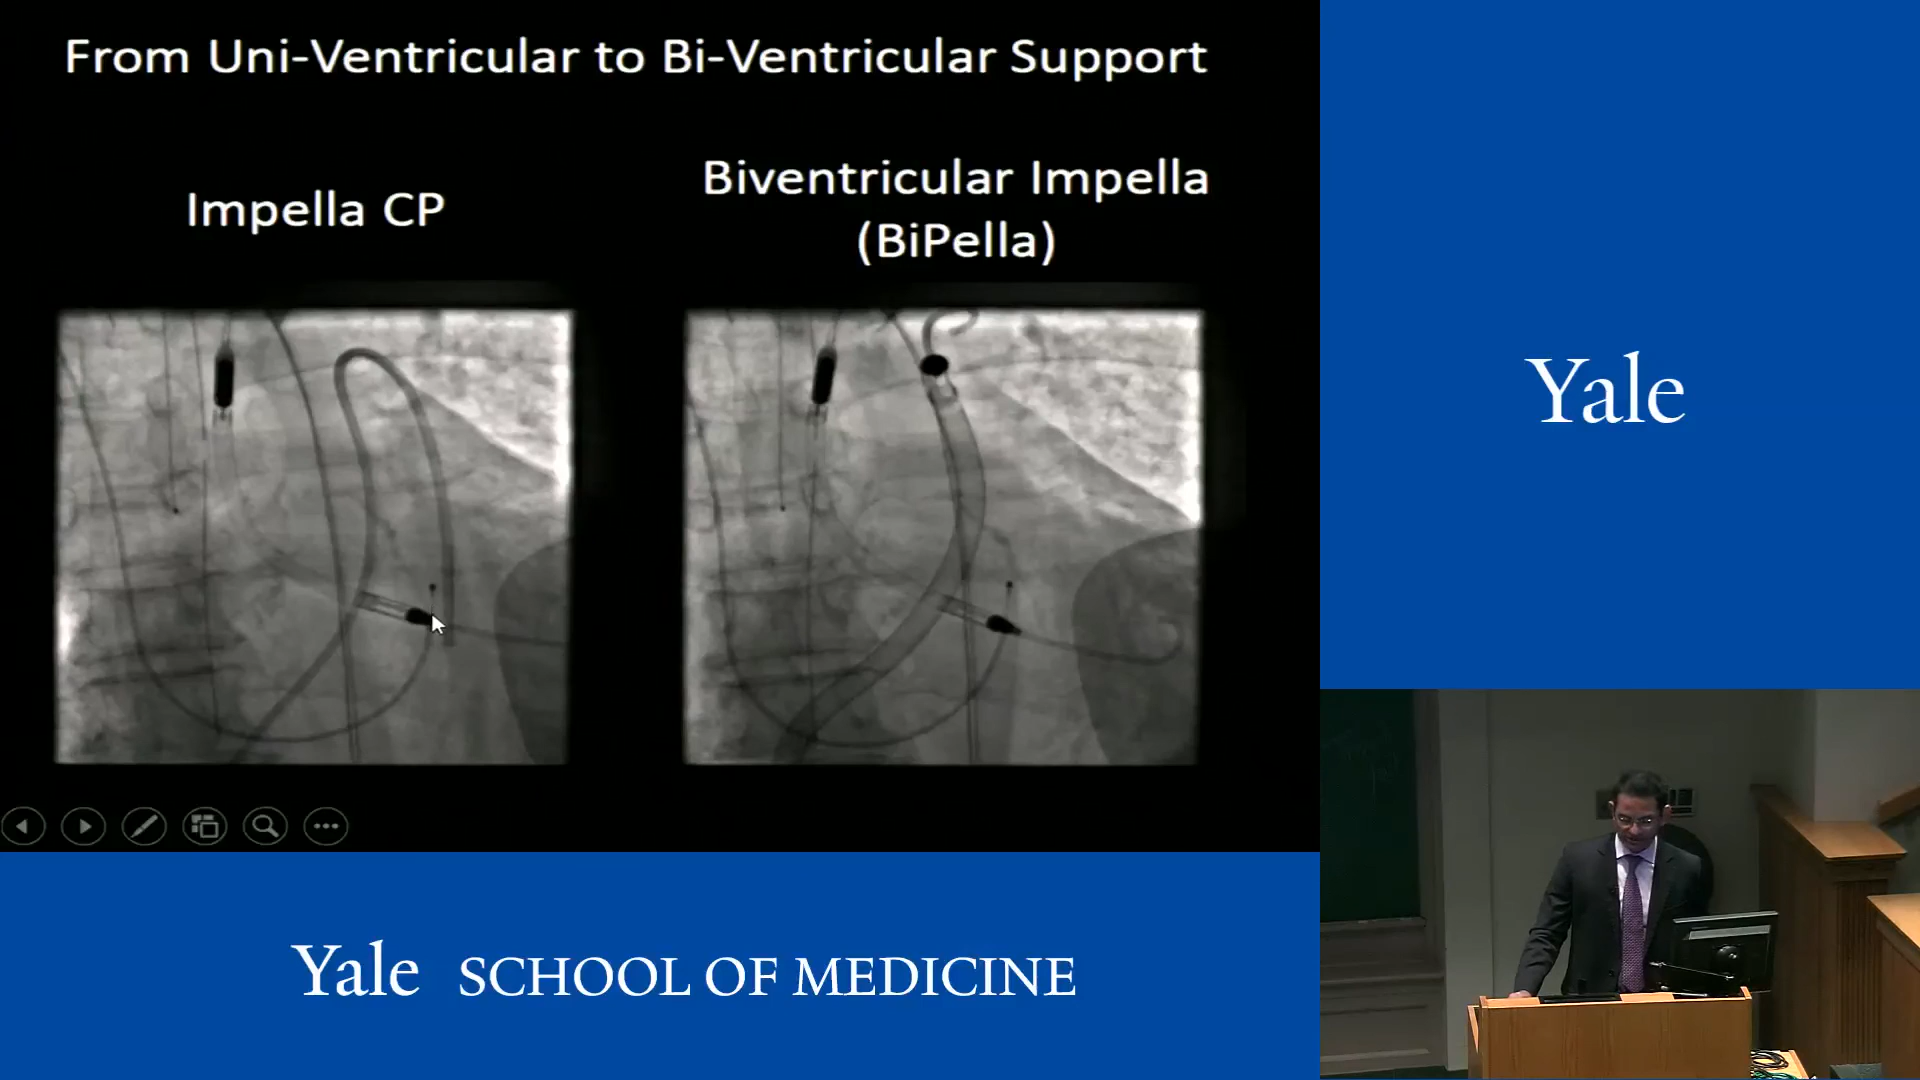 From Uni-Ventricular to Bi-Ventricular Support
Impella CP
Biventricular Impella
(BiPella)
Yale
Yale SCHOOL OF MEDICINE